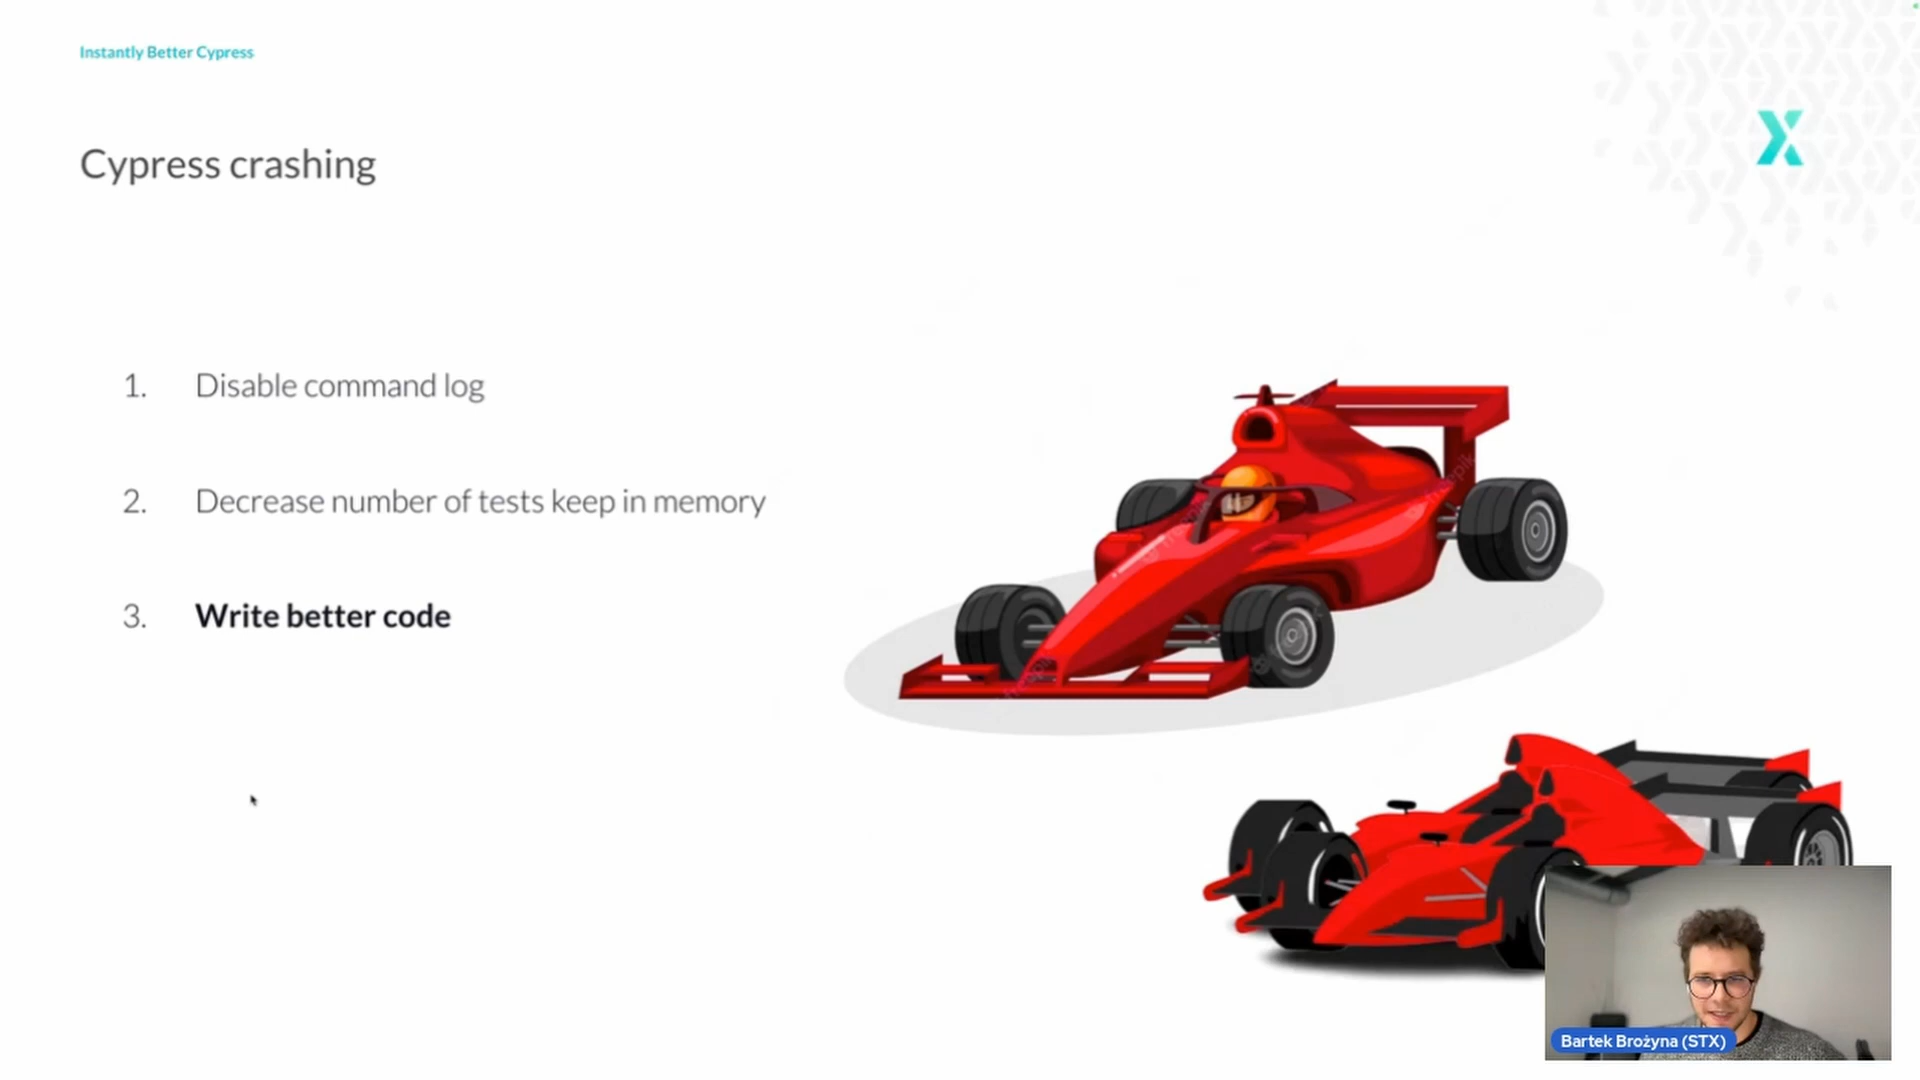 Instantly Better Cypress
Cypress crashing
1. Disable command log
2. Decrease number of tests keep in memory
3. Write better code
Bartek Brożyna (STX)